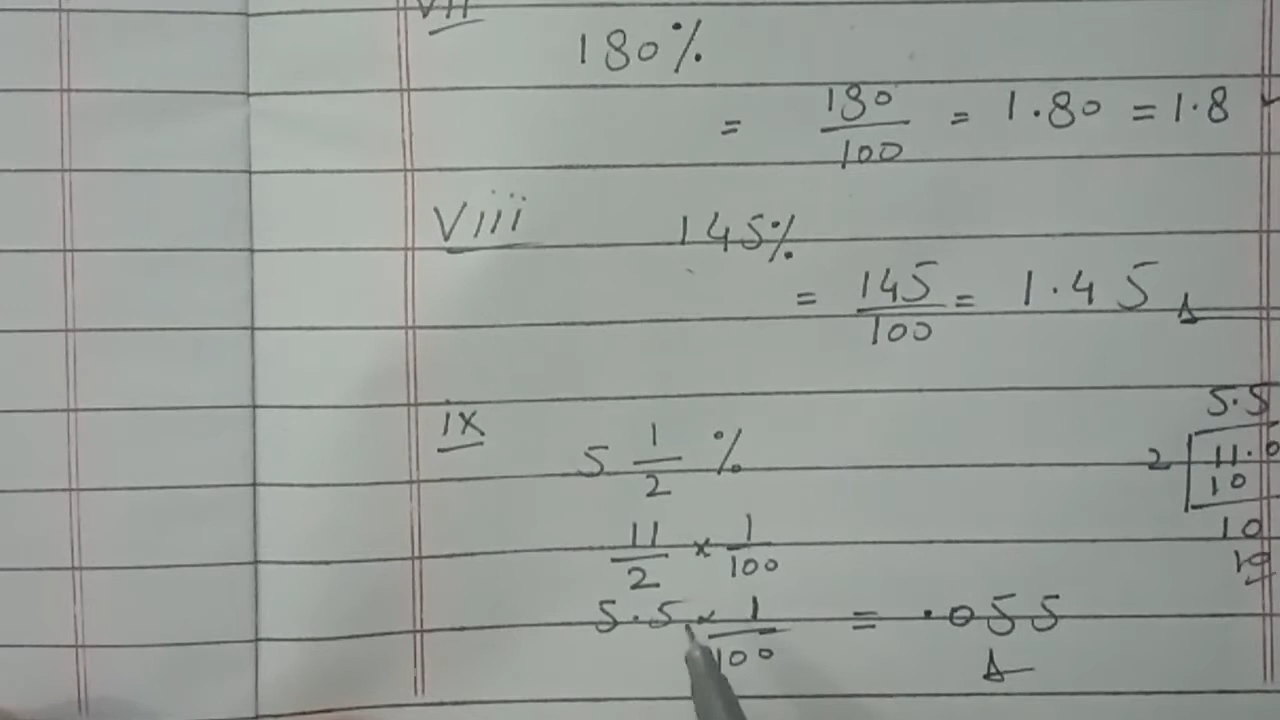 vii
180%
= 180/100 = 1.80 = 1.8
viii 145%
= 145/100 = 1.45
ix 5 1/2 %
11/2 × 1/100
5.5 × 1/100 = .055
5.5
2 11.0
10
10
10